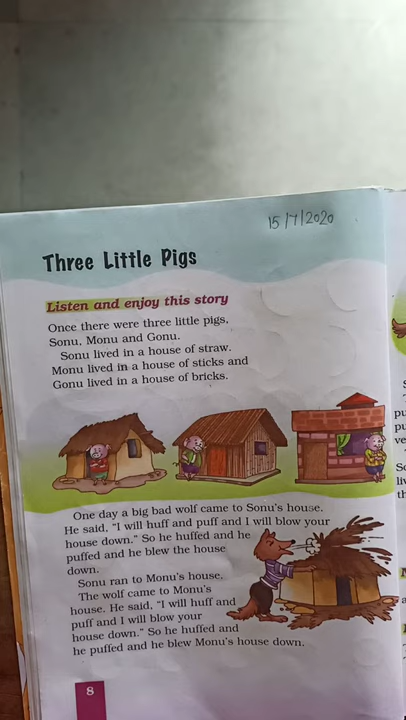 15/7/2020
Three Little Pigs
Listen and enjoy this story
Once there were three little pigs,
Sonu, Monu and Gonu.
Sonu lived in a house of straw.
Monu lived in a house of sticks and
Gonu lived in a house of bricks.
One day a big bad wolf came to Sonu's house.
He said, "I will huff and puff and I will blow your
house down." So he huffed and he
puffed and he blew the house
down.
Sonu ran to Monu's house.
The wolf came to Monu's
house. He said, "I will huff and
puff and I will blow your
house down." So he huffed and
he puffed and he blew Monu's house down.
8